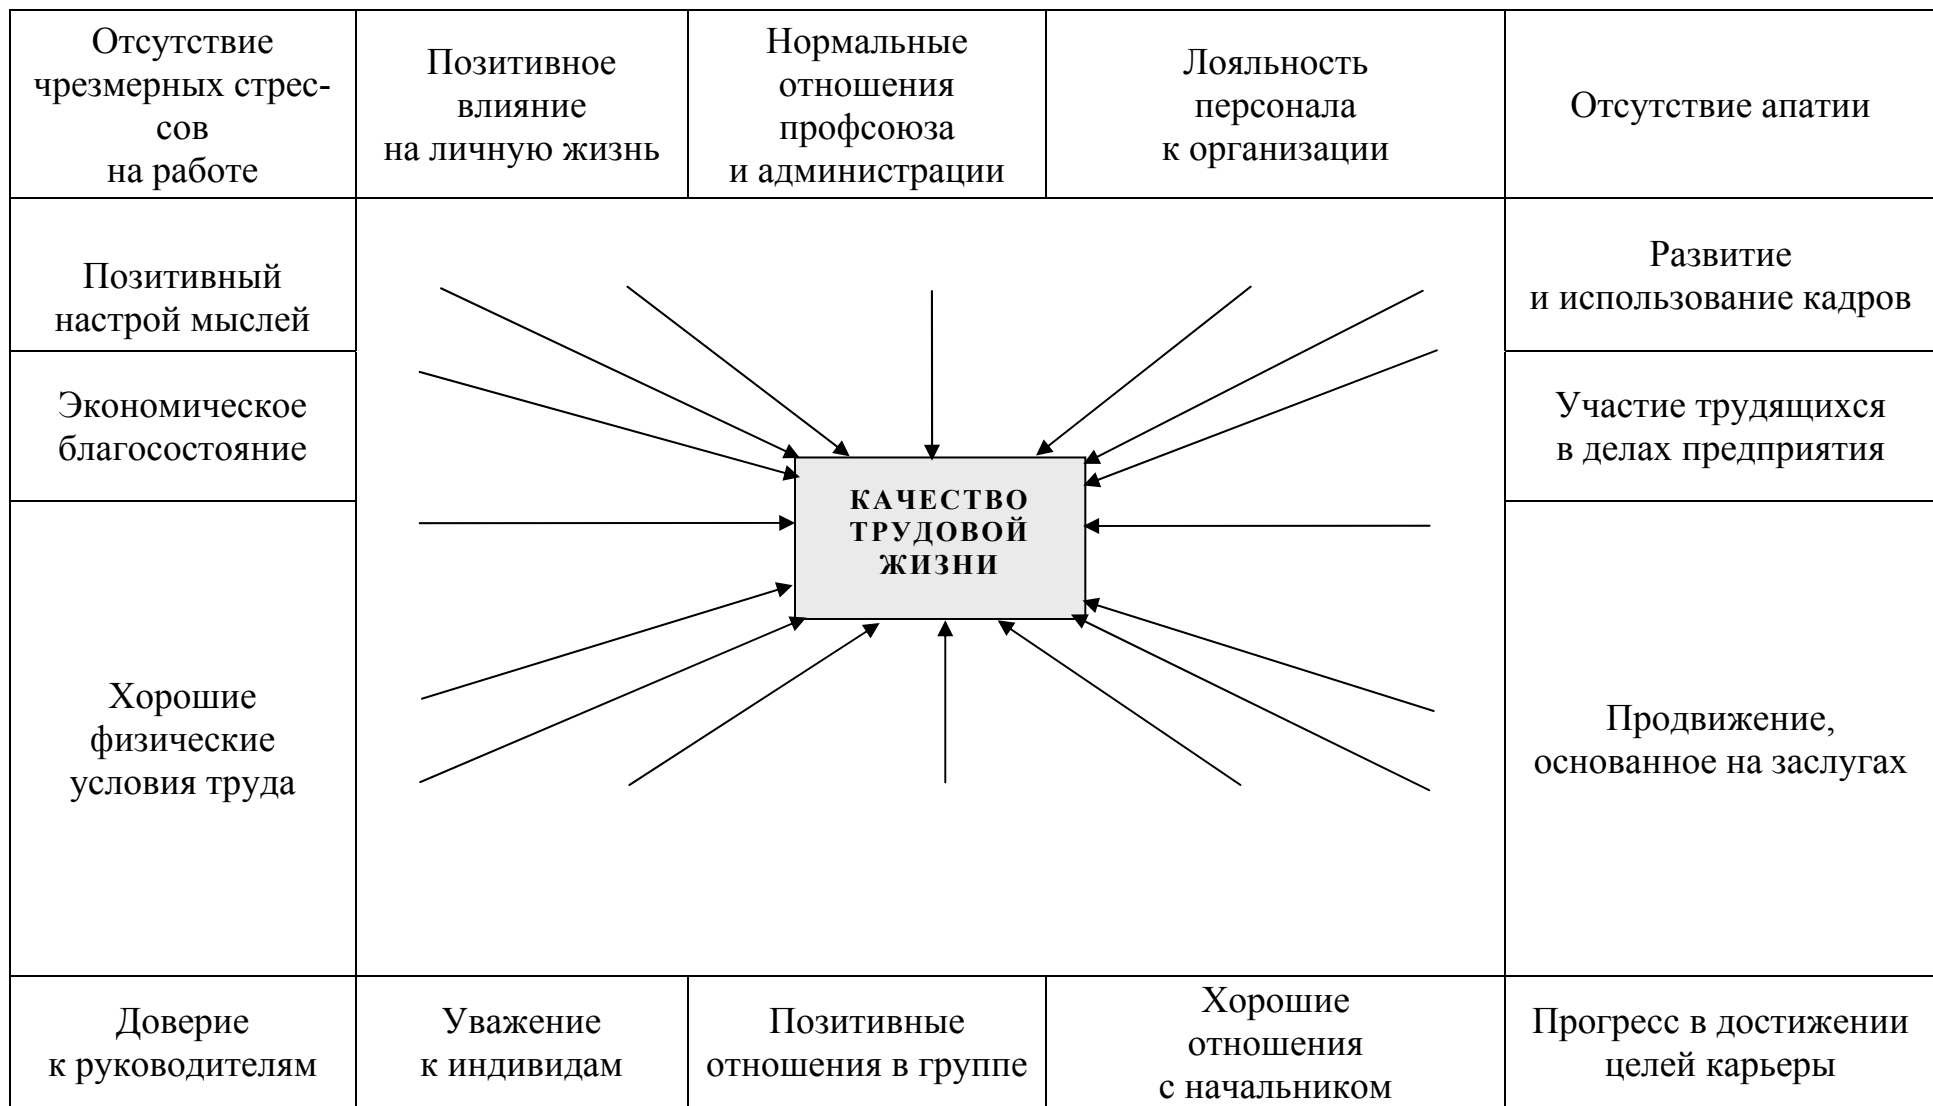 Отсутствие
чрезмерных стрес-
сов
на работе
Позитивное
влияние
на личную жизнь
Нормальные
отношения
профсоюза
и администрации
Лояльность
персонала
к организации
Отсутствие апатии
Позитивный
настрой мыслей
Развитие
и использование кадров
Экономическое
благосостояние
Участие трудящихся
в делах предприятия
КАЧЕСТВО
ТРУДОВОЙ
ЖИЗНИ
Хорошие
физические
условия труда
Продвижение,
основанное на заслугах
Доверие
к руководителям
Уважение
к индивидам
Позитивные
отношения в группе
Хорошие
отношения
с начальником
Прогресс в достижении
целей карьеры